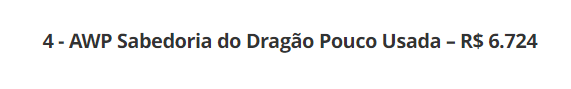 4 - AWP Sabedoria do Dragão Pouco Usada – R$ 6.724